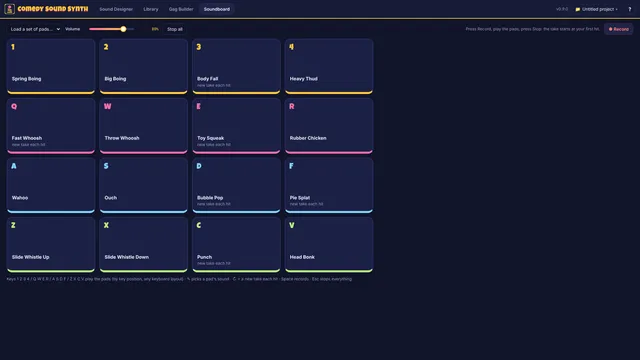 COMEDY SOUND SYNTH Sound Designer Library Gag Builder Soundboard Untitled project ?
Load a set of pads... Volume Stop all Press Record, play the pads, press Stop: the take starts at your first hit. Record
1 2 3 4
Spring Boing Big Boing Body Fall Heavy Thud
new take each hit
Q W E R
Fast Whoosh Throw Whoosh Toy Squeak Rubber Chicken
new take each hit new take each hit
A S D F
Wahoo Ouch Bubble Pop Pie Splat
new take each hit new take each hit
Z X C V
Slide Whistle Up Slide Whistle Down Punch Head Bonk
new take each hit